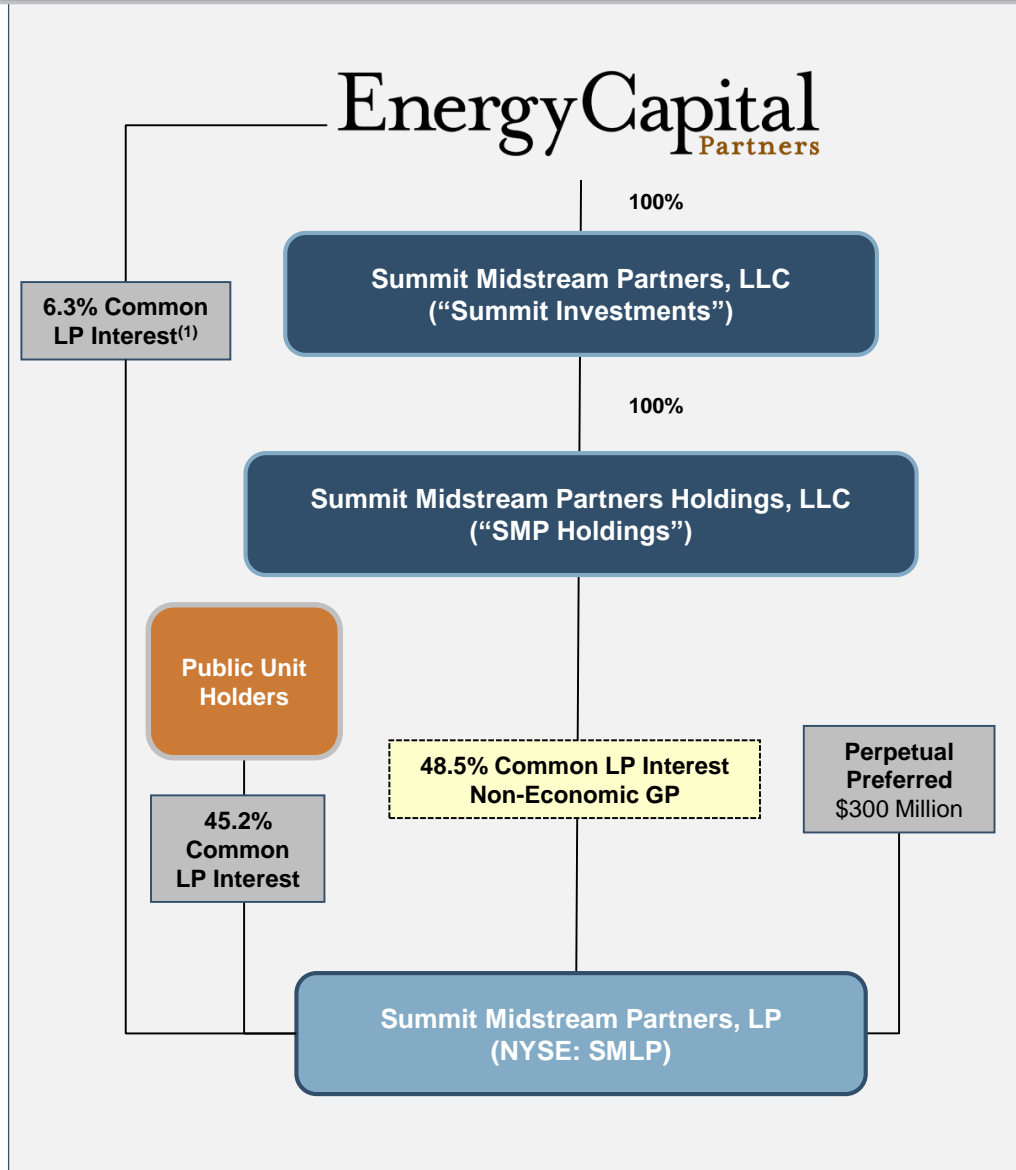 EnergyCapital
Partners
100%
Summit Midstream Partners, LLC
(“Summit Investments”)
6.3% Common
LP Interest(1)
100%
Summit Midstream Partners Holdings, LLC
(“SMP Holdings”)
Public Unit
Holders
48.5% Common LP Interest
Non-Economic GP
Perpetual
Preferred
$300 Million
45.2%
Common
LP Interest
Summit Midstream Partners, LP
(NYSE: SMLP)